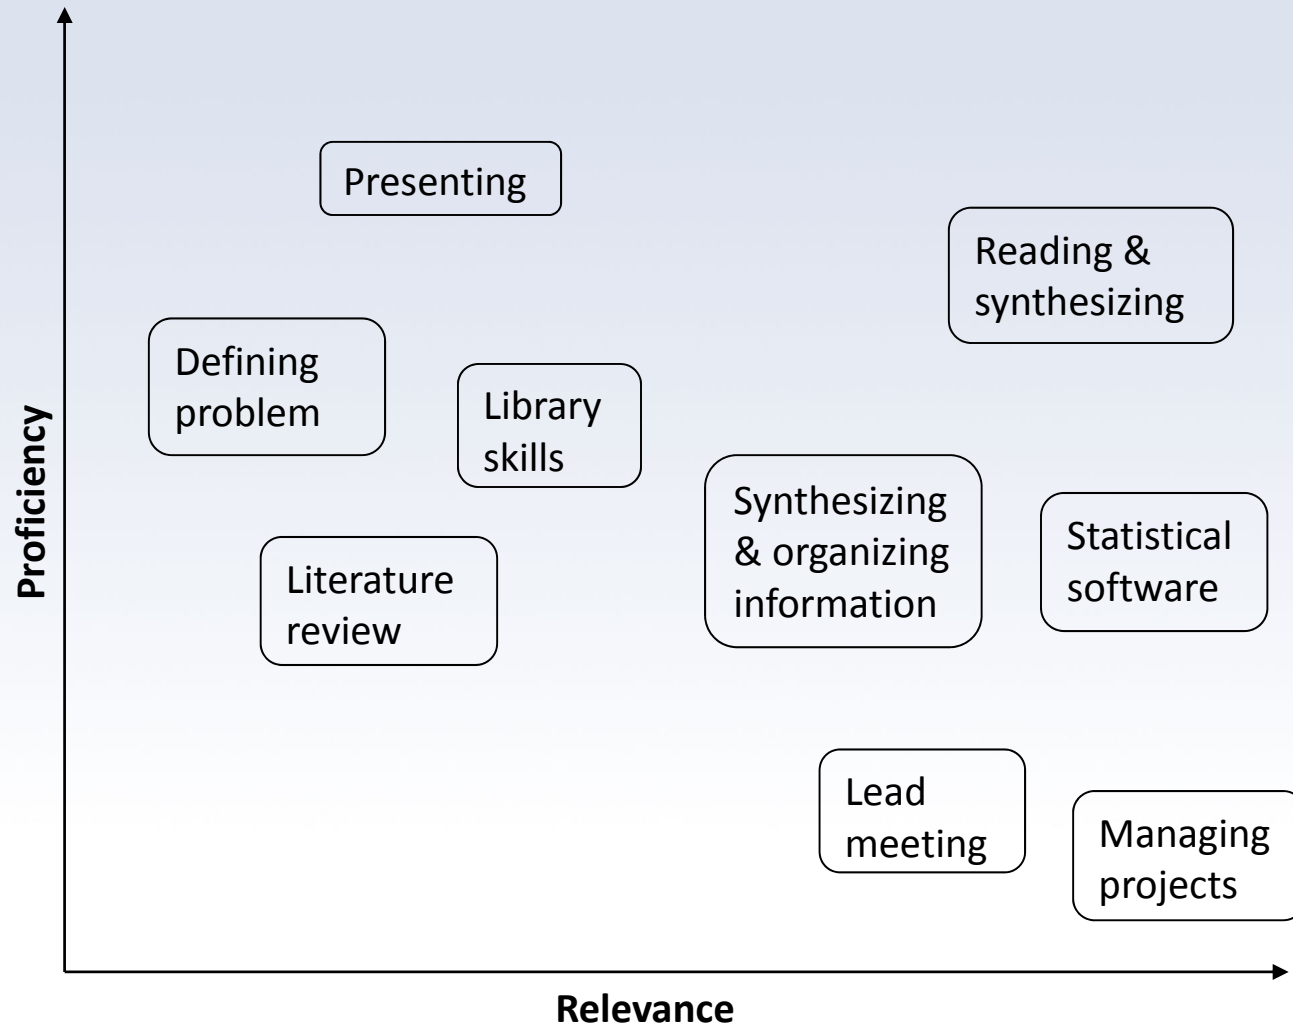 Presenting
Reading &
synthesizing
Defining
problem
Library
skills
Synthesizing
& organizing
information
Statistical
software
Literature
review
Lead
meeting
Managing
projects
Proficiency
Relevance